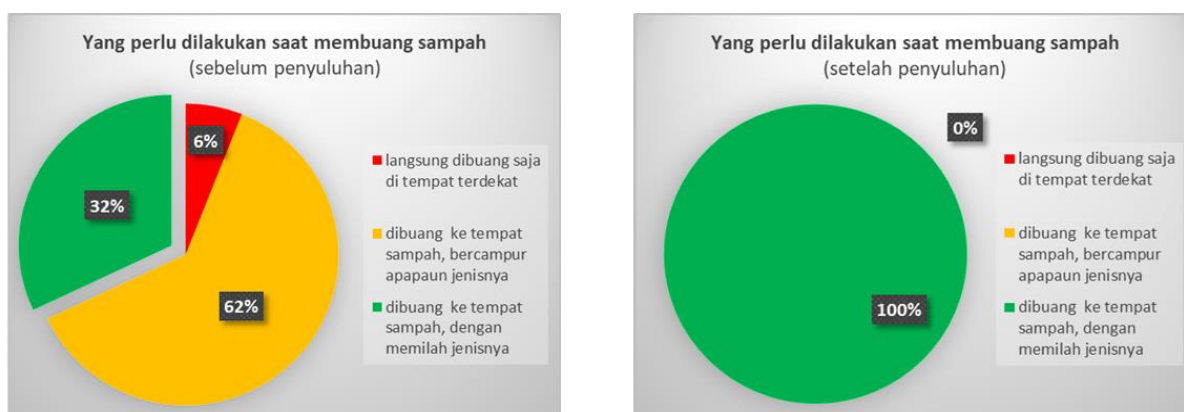 Yang perlu dilakukan saat membuang sampah
(sebelum penyuluhan)
6%
32%
62%
langsung dibuang saja
di tempat terdekat
dibuang ke tempat
sampah, bercampur
apapaun jenisnya
dibuang ke tempat
sampah, dengan
memilah jenisnya
Yang perlu dilakukan saat membuang sampah
(setelah penyuluhan)
0%
100%
langsung dibuang saja
di tempat terdekat
dibuang ke tempat
sampah, bercampur
apapaun jenisnya
dibuang ke tempat
sampah, dengan
memilah jenisnya